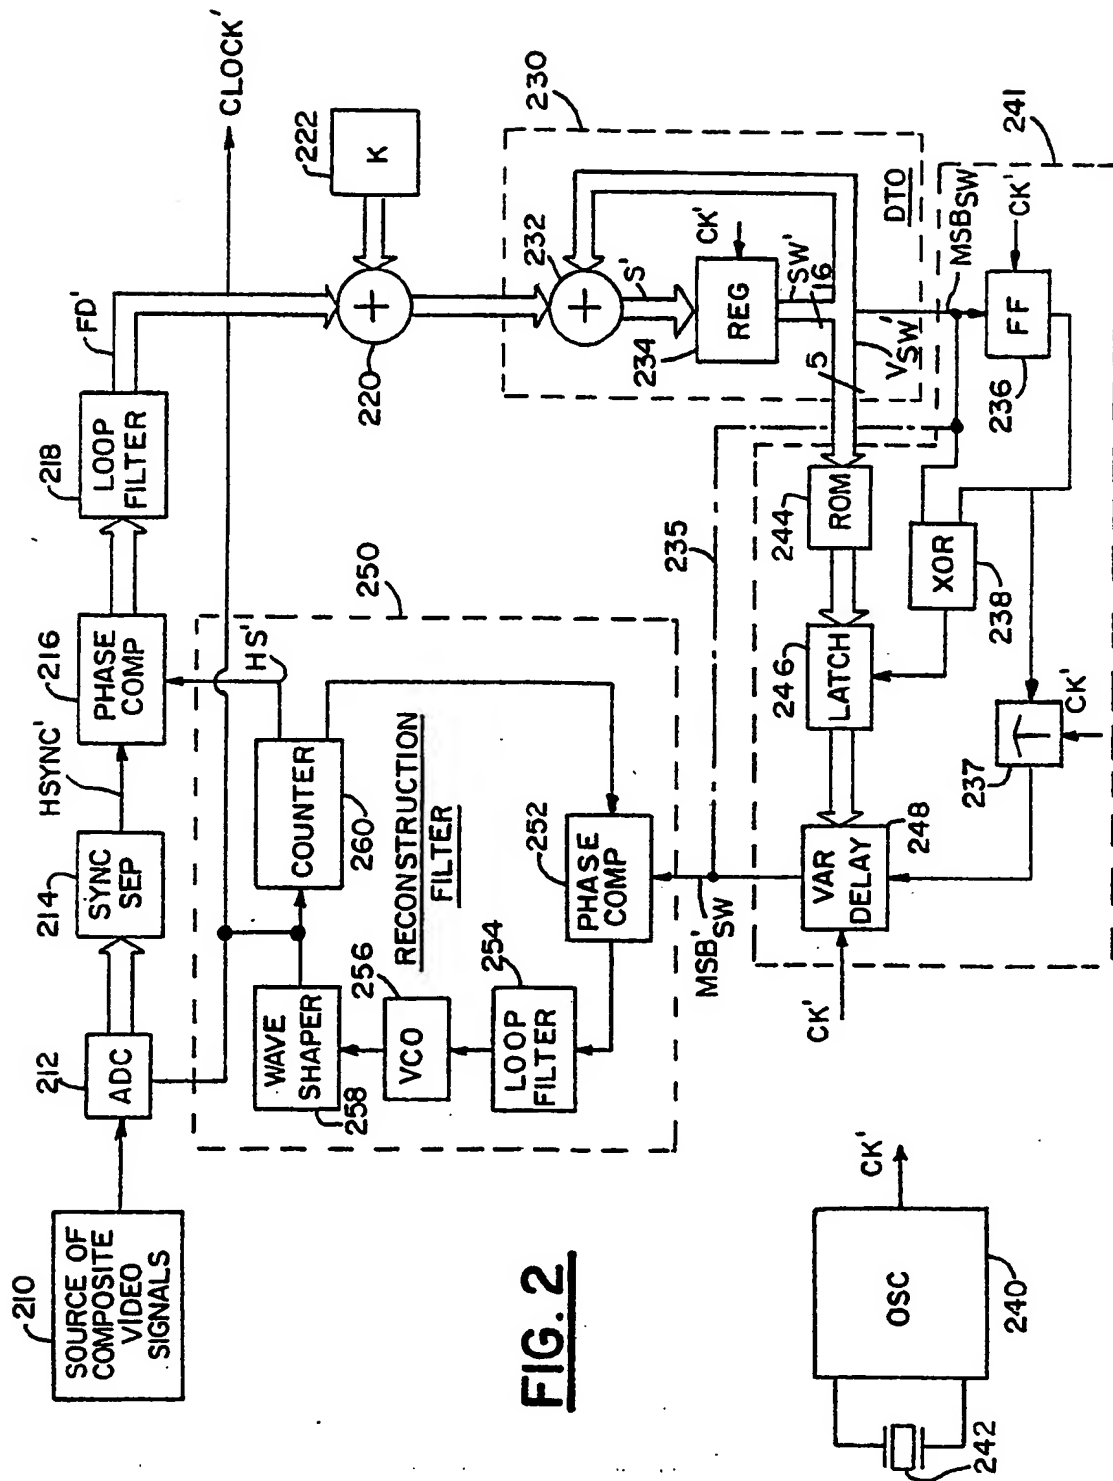 210
SOURCE OF
COMPOSITE
VIDEO
SIGNALS
212
ADC
214
SYNC
SEP
HSYNC'
216
PHASE
COMP
218
LOOP
FILTER
FD'
CLOCK'
222
K
220
+
230
232
+
S'
234
REG
CK'
SW'
16
DTO
5
VSW'
MSBSW
241
CK'
FF
236
235
244
ROM
246
LATCH
XOR
238
237
CK'
VAR
DELAY
248
CK'
MSB'SW
250
HS'
COUNTER
260
RECONSTRUCTION
FILTER
252
PHASE
COMP
254
LOOP
FILTER
256
VCO
WAVE
SHAPER
258
FIG. 2
OSC
240
242
CK'